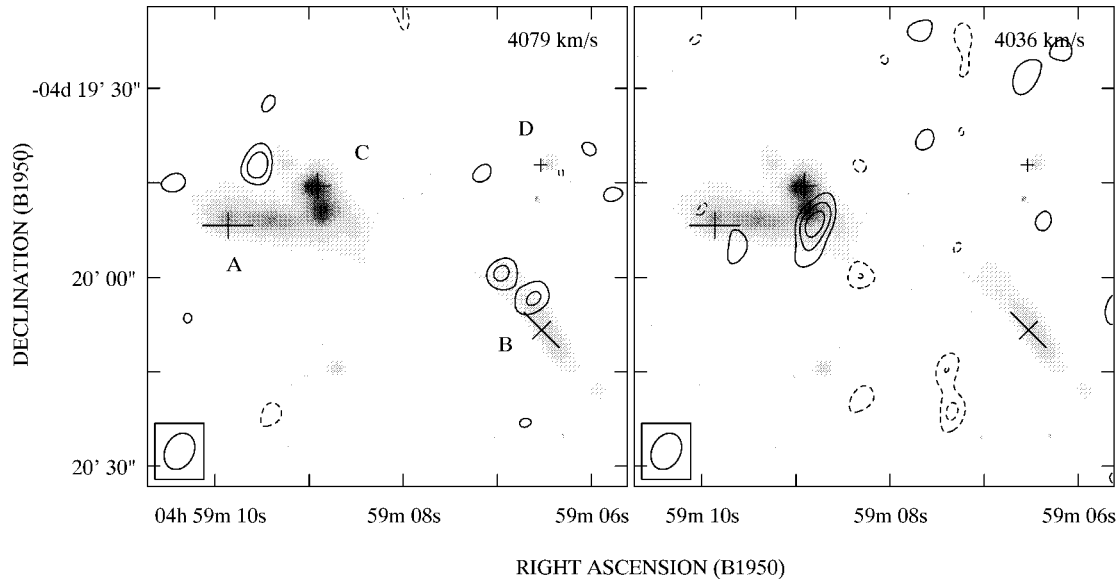 4079 km/s
4036 km/s
-04d 19' 30"
D
C
A
20' 00"
B
DECLINATION (B1950)
20' 30"
04h 59m 10s
59m 08s
59m 06s
59m 10s
59m 08s
59m 06s
RIGHT ASCENSION (B1950)